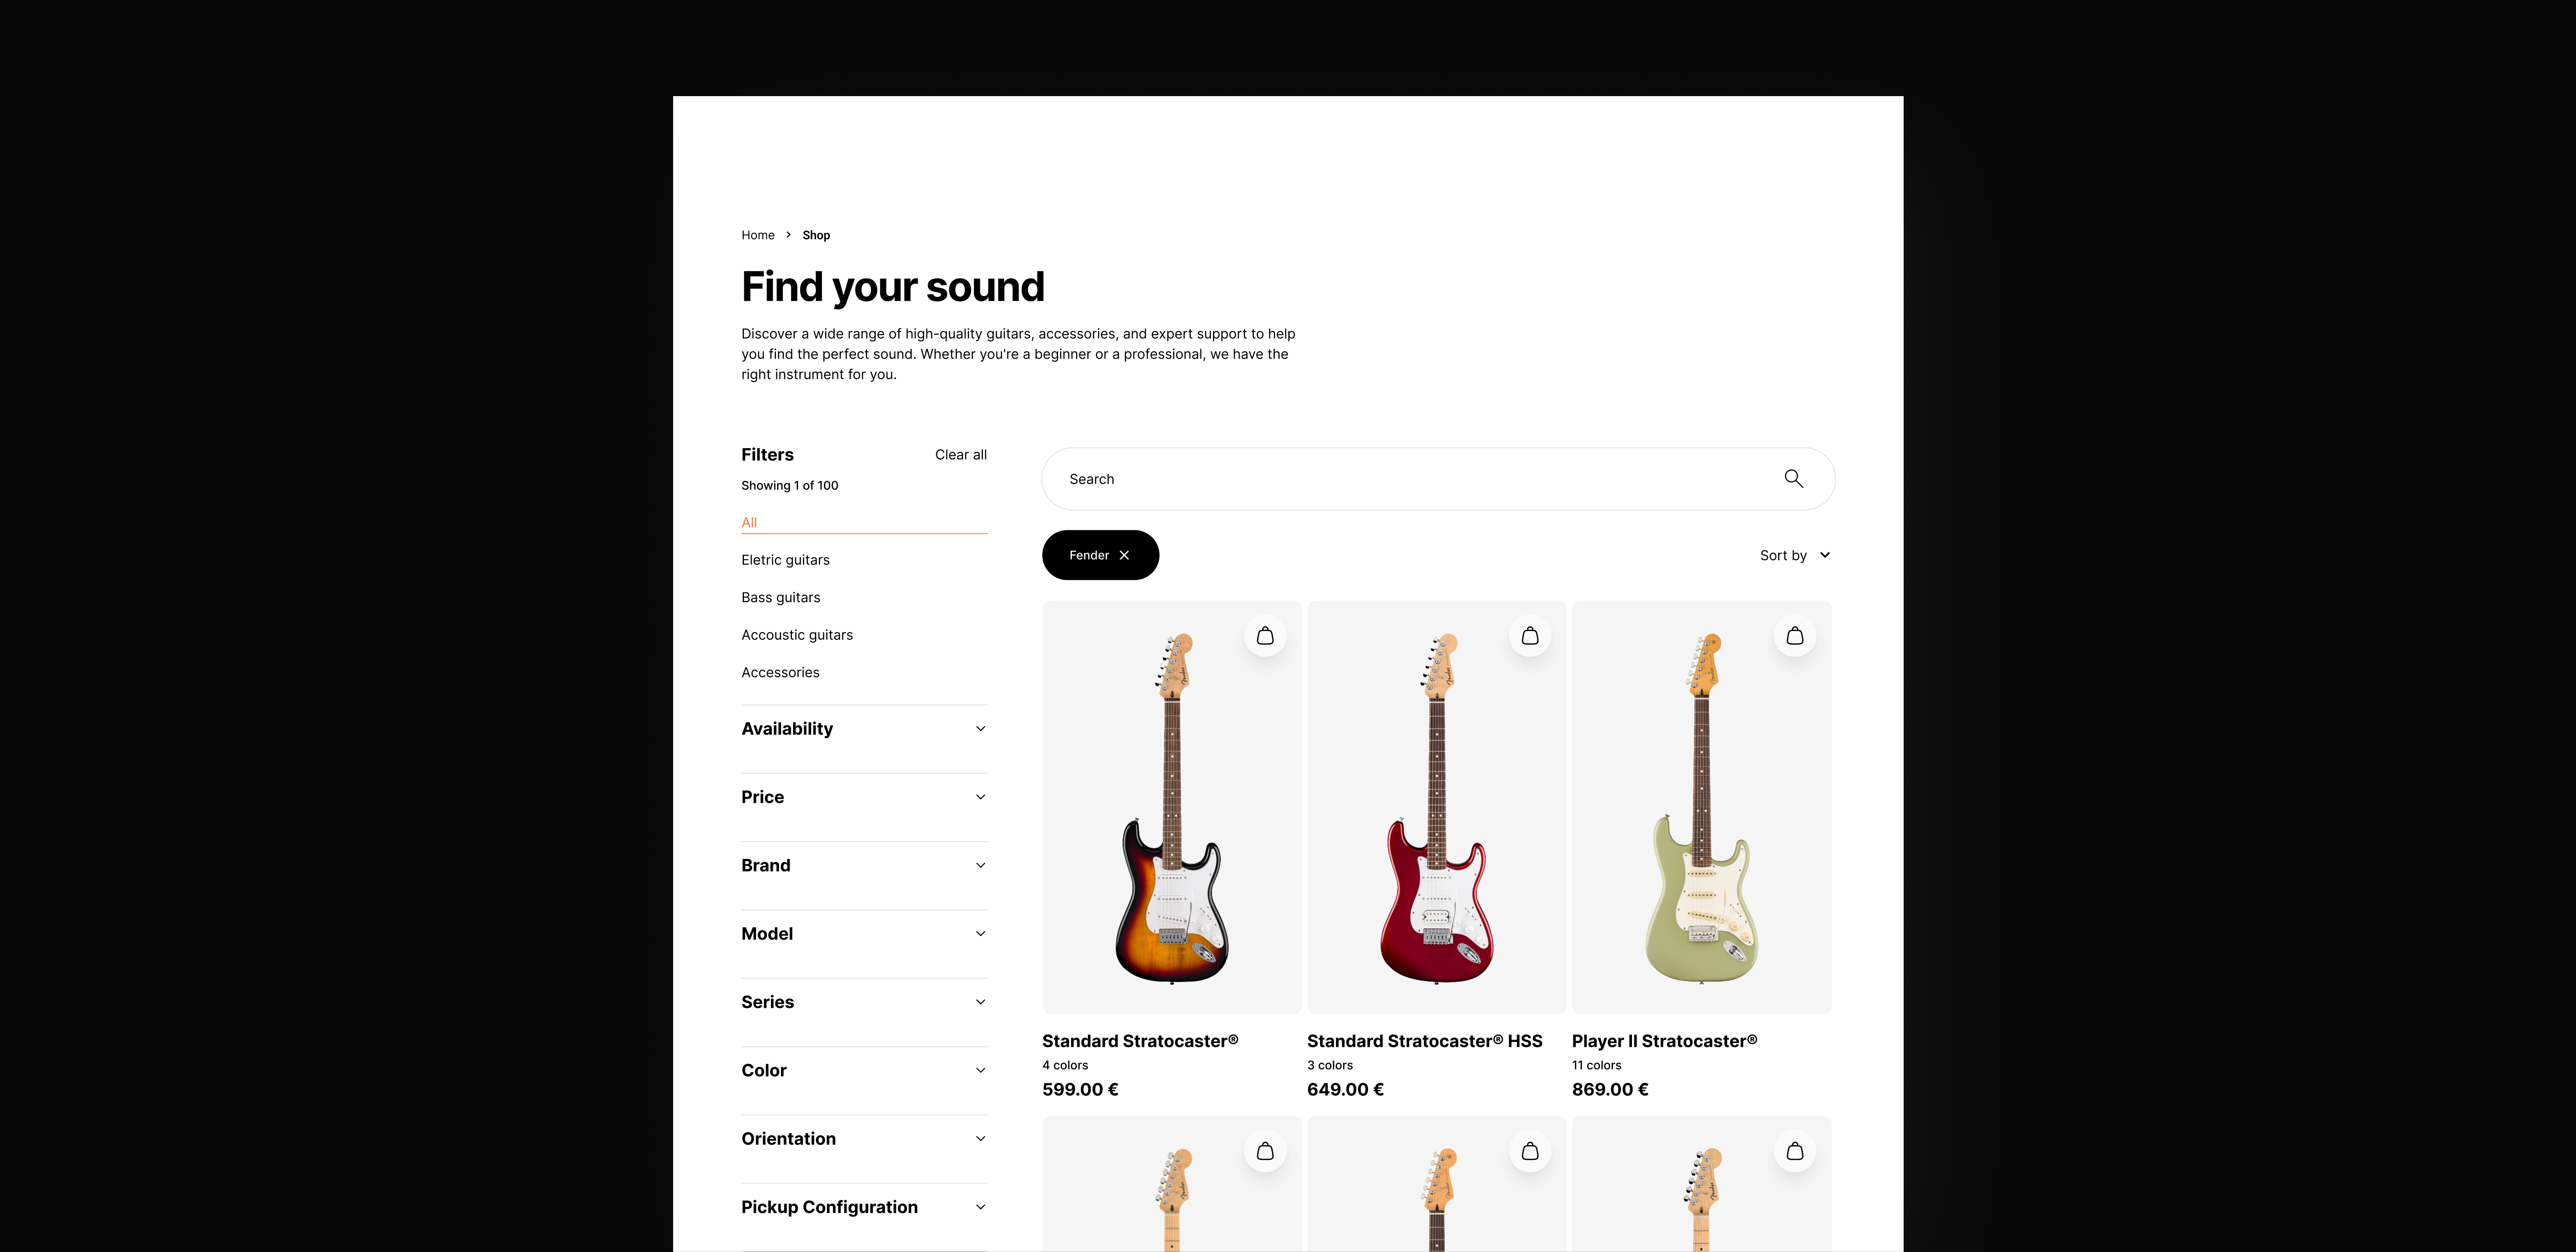 Home > Shop
Find your sound
Discover a wide range of high-quality guitars, accessories, and expert support to help
you find the perfect sound. Whether you're a beginner or a professional, we have the
right instrument for you.
Filters
Clear all
Showing 1 of 100
All
Eletric guitars
Bass guitars
Accoustic guitars
Accessories
Availability
Price
Brand
Model
Series
Color
Orientation
Pickup Configuration
Search
Fender
Sort by
Standard Stratocaster®
4 colors
599.00 €
Standard Stratocaster® HSS
3 colors
649.00 €
Player II Stratocaster®
11 colors
869.00 €